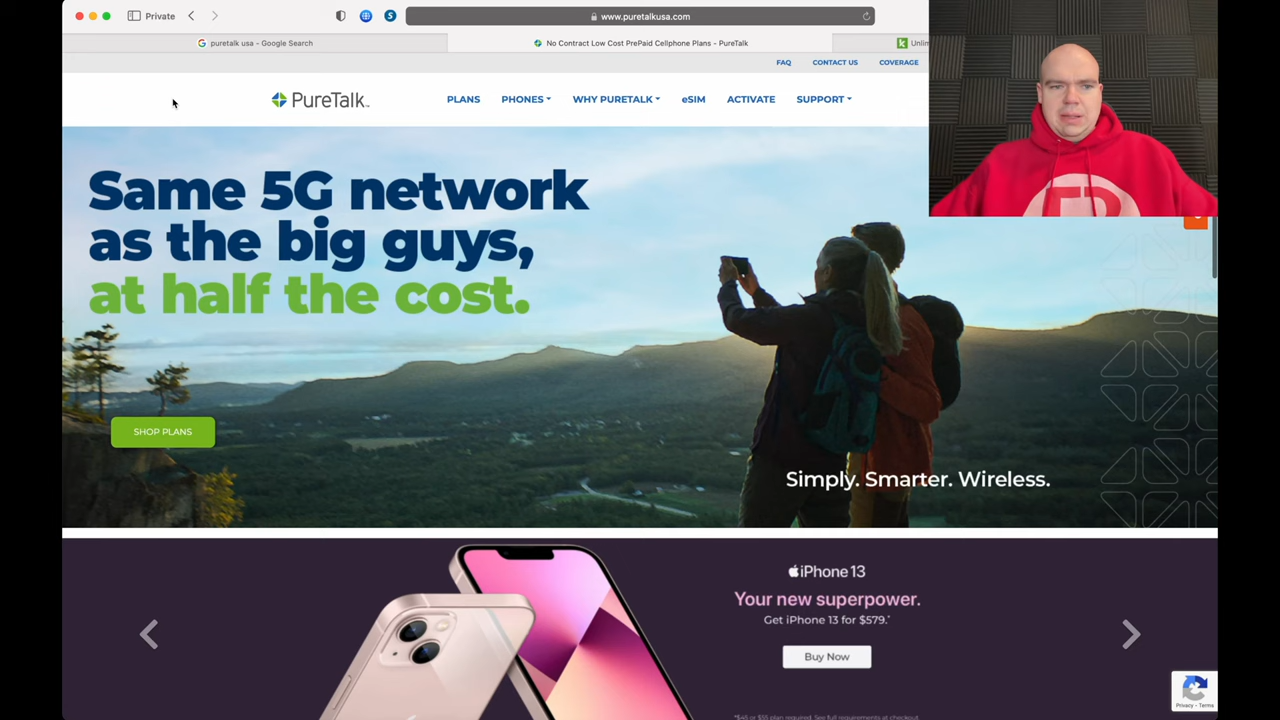 Private
www.puretalkusa.com
puretalk usa – Google Search
No Contract Low Cost PrePaid Cellphone Plans – PureTalk
FAQ
CONTACT US
COVERAGE
PureTalk
PLANS
PHONES
WHY PURETALK
eSIM
ACTIVATE
SUPPORT
Same 5G network
as the big guys,
at half the cost.
SHOP PLANS
Simply. Smarter. Wireless.
iPhone 13
Your new superpower.
Get iPhone 13 for $579.*
Buy Now
*$45 or $55 plan required. See full requirements at checkout.
Privacy - Terms